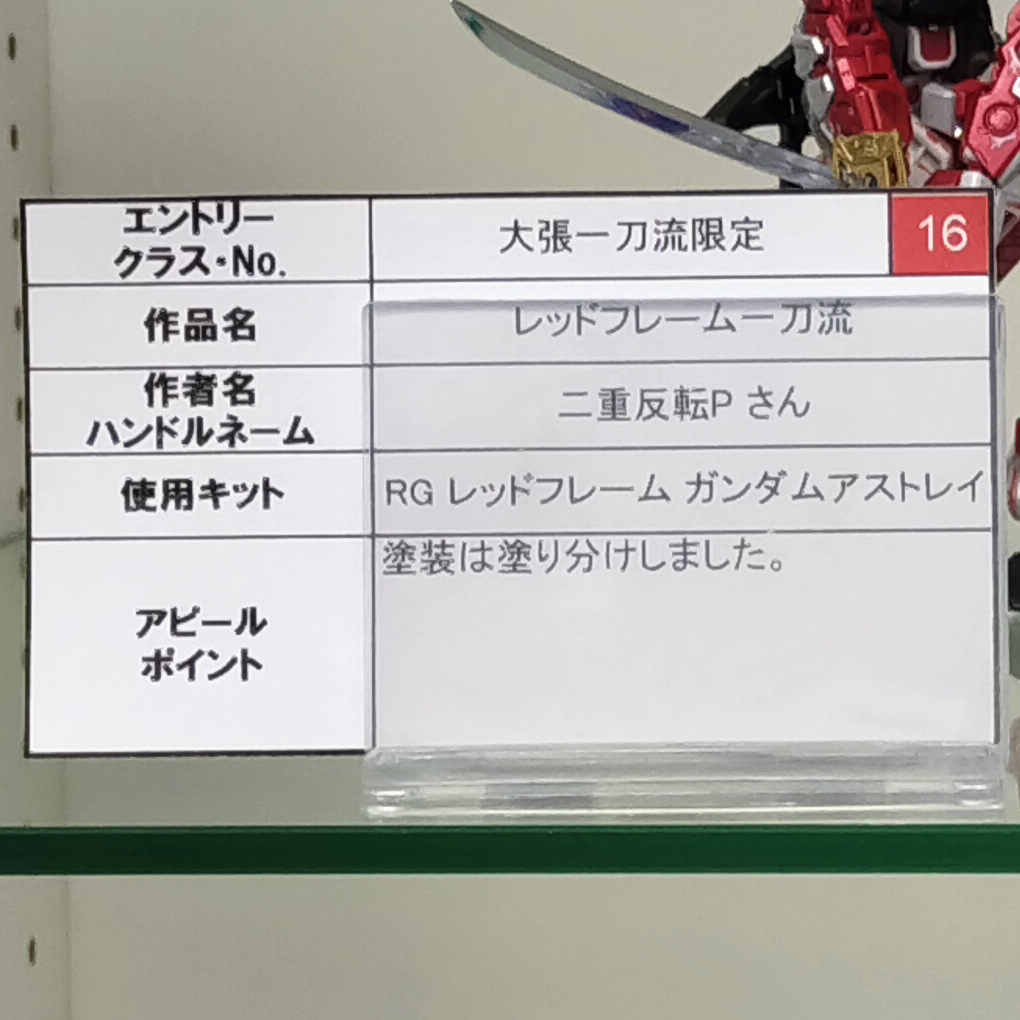 エントリー
クラス・No.
大張一刀流限定
16
作品名
レッドフレーム一刀流
作者名
ハンドルネーム
二重反転P さん
使用キット
RG レッドフレーム ガンダムアストレイ
アピール
ポイント
塗装は塗り分けしました。